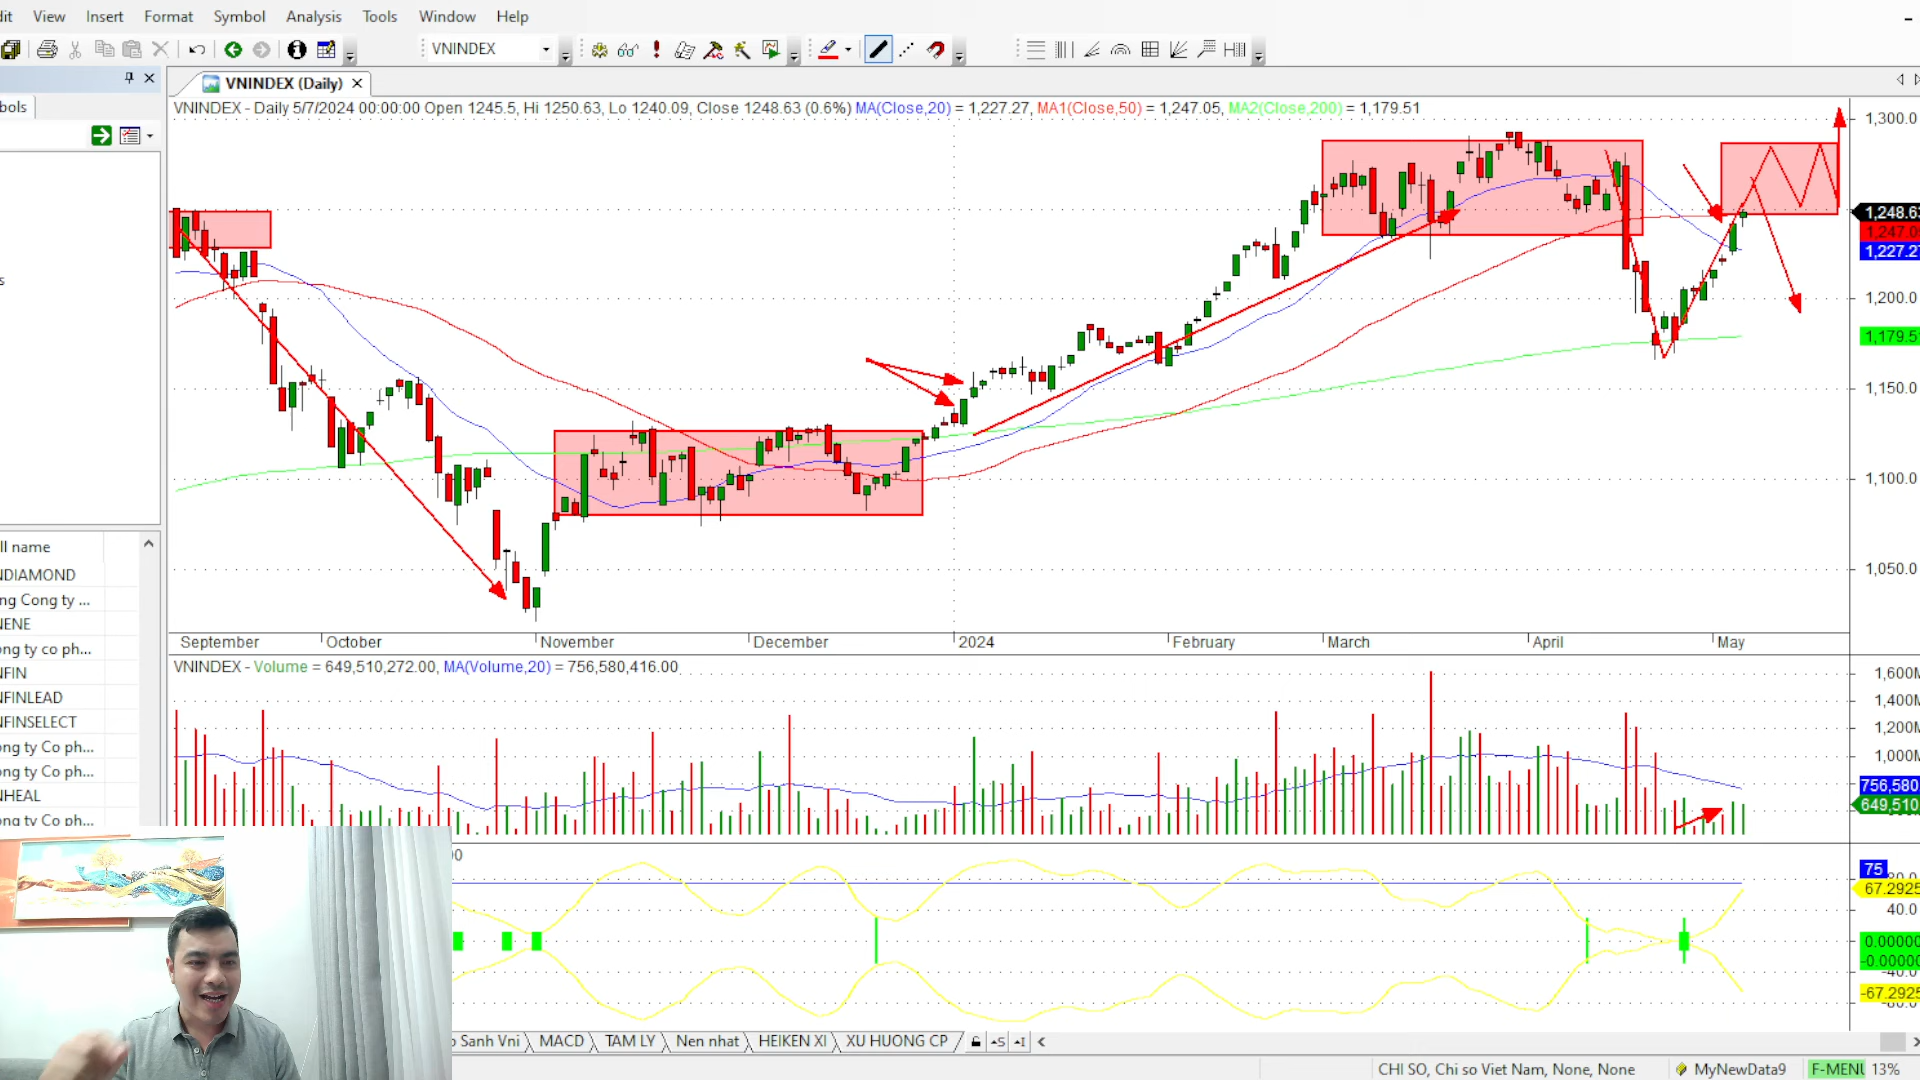 dit View Insert Format Symbol Analysis Tools Window Help
VNINDEX
VNINDEX (Daily)
bols
VNINDEX - Daily 5/7/2024 00:00:00 Open 1245.5, Hi 1250.63, Lo 1240.09, Close 1248.63 (0.6%) MA(Close,20) = 1,227.27, MA1(Close,50) = 1,247.05, MA2(Close,200) = 1,179.51
1,300.0
1,248.63
1,247.0
1,227.2
1,200.0
1,179.5
1,150.0
1,100.0
1,050.0
s
ll name
NDIAMOND
ng Cong ty ...
NENE
ong ty co ph...
NFIN
NFINLEAD
NFINSELECT
ong ty Co ph...
ong ty Co ph...
NHEAL
ong ty Co ph...
September October November December 2024 February March April May
VNINDEX - Volume = 649,510,272.00, MA(Volume,20) = 756,580,416.00
1,600M
1,400M
1,200M
1,000M
756,580
649,510
00
75
67.2925
40.0
0.00000
-0.0000
-40.0
-67.2925
o Sanh Vni MACD TAM LY Nen nhat HEIKEN XI XU HUONG CP
CHI SO, Chi so Viet Nam, None, None MyNewData9 F-MENU 13%